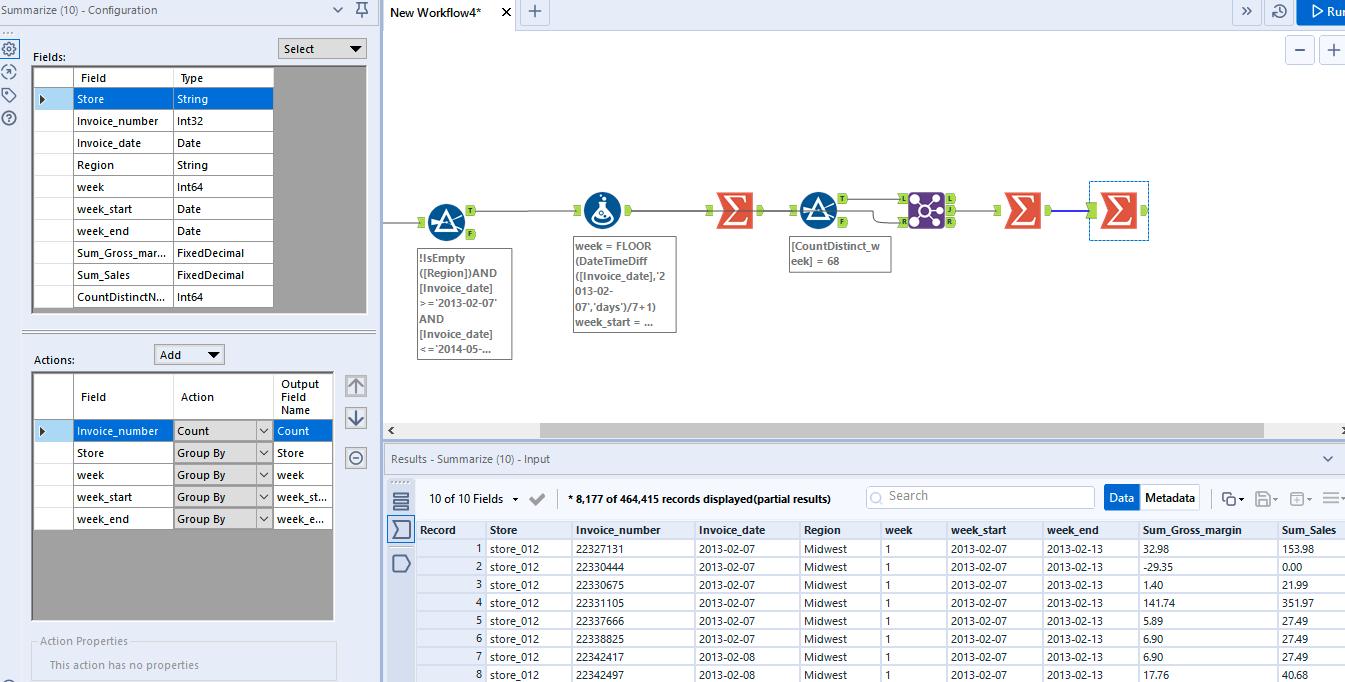 Summarize (10) - Configuration
New Workflow4*
Run
Fields:
Select
Field Type
Store String
Invoice_number Int32
Invoice_date Date
Region String
week Int64
week_start Date
week_end Date
Sum_Gross_mar... FixedDecimal
Sum_Sales FixedDecimal
CountDistinctN... Int64
Actions:
Add
Field Action Output
Field
Name
Invoice_number Count Count
Store Group By Store
week Group By week
week_start Group By week_st...
week_end Group By week_e...
Action Properties
This action has no properties
T
F
T
F
L
R
L
J
R
!IsEmpty
([Region])AND
[Invoice_date]
>='2013-02-07'
AND
[Invoice_date]
<='2014-05-...
week = FLOOR
(DateTimeDiff
([Invoice_date],'2
013-02-
07','days')/7+1)
week_start = ...
[CountDistinct_w
eek] = 68
Results - Summarize (10) - Input
10 of 10 Fields
* 8,177 of 464,415 records displayed(partial results)
Search
Data
Metadata
Record Store Invoice_number Invoice_date Region week week_start week_end Sum_Gross_margin Sum_Sales
1 store_012 22327131 2013-02-07 Midwest 1 2013-02-07 2013-02-13 32.98 153.98
2 store_012 22330444 2013-02-07 Midwest 1 2013-02-07 2013-02-13 -29.35 0.00
3 store_012 22330675 2013-02-07 Midwest 1 2013-02-07 2013-02-13 1.40 21.99
4 store_012 22331105 2013-02-07 Midwest 1 2013-02-07 2013-02-13 141.74 351.97
5 store_012 22337666 2013-02-07 Midwest 1 2013-02-07 2013-02-13 5.89 27.49
6 store_012 22338825 2013-02-07 Midwest 1 2013-02-07 2013-02-13 6.90 27.49
7 store_012 22342417 2013-02-08 Midwest 1 2013-02-07 2013-02-13 6.90 27.49
8 store_012 22342497 2013-02-08 Midwest 1 2013-02-07 2013-02-13 17.76 40.68